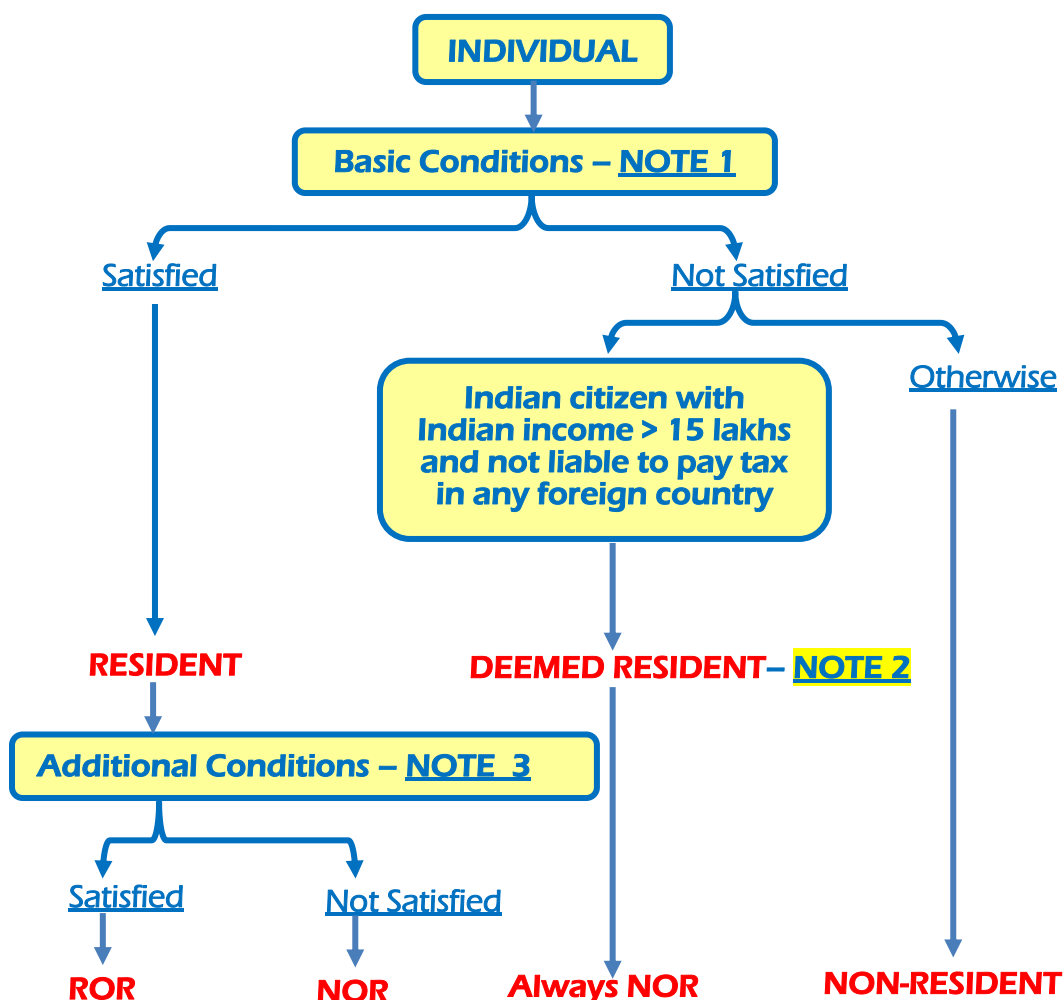 INDIVIDUAL
Basic Conditions – NOTE 1
Satisfied
Not Satisfied
Indian citizen with
Indian income > 15 lakhs
and not liable to pay tax
in any foreign country
Otherwise
RESIDENT
DEEMED RESIDENT– NOTE 2
Additional Conditions – NOTE 3
Satisfied
Not Satisfied
ROR
NOR
Always NOR
NON-RESIDENT